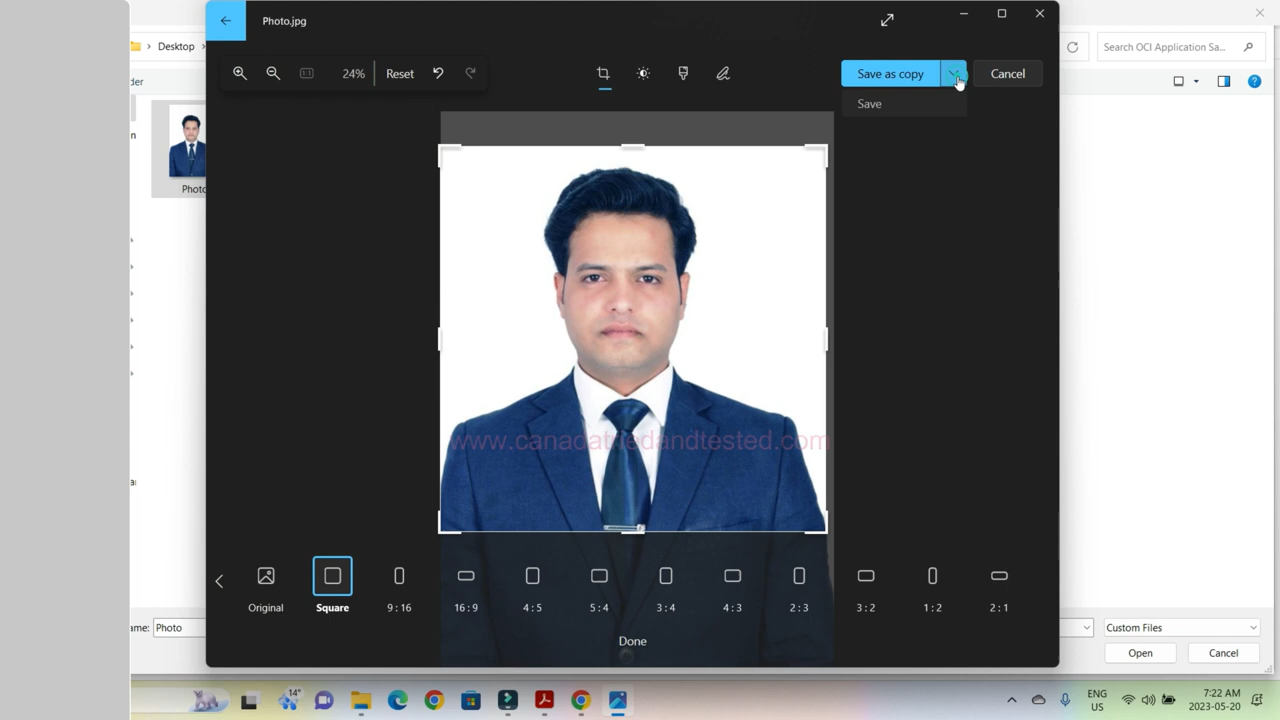 Photo.jpg
Desktop
Search OCI Application Sa...
24%
Reset
Save as copy
Cancel
der
Save
Photo
www.canadatriedandtested.com
Original
Square
9 : 16
16 : 9
4 : 5
5 : 4
3 : 4
4 : 3
2 : 3
3 : 2
1 : 2
2 : 1
ame:
Photo
Custom Files
Done
Open
Cancel
14°
ENG
US
7:22 AM
2023-05-20